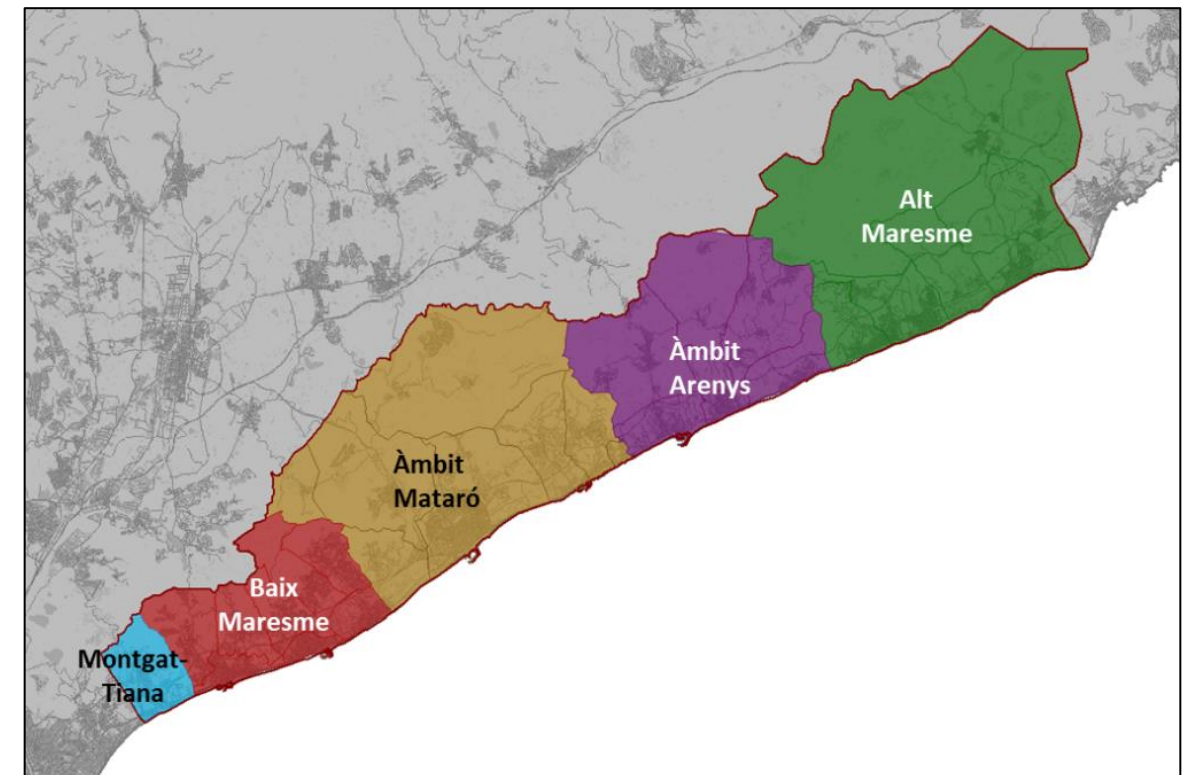 Alt
Maresme
Àmbit
Arenys
Àmbit
Mataró
Baix
Maresme
Montgat-
Tiana